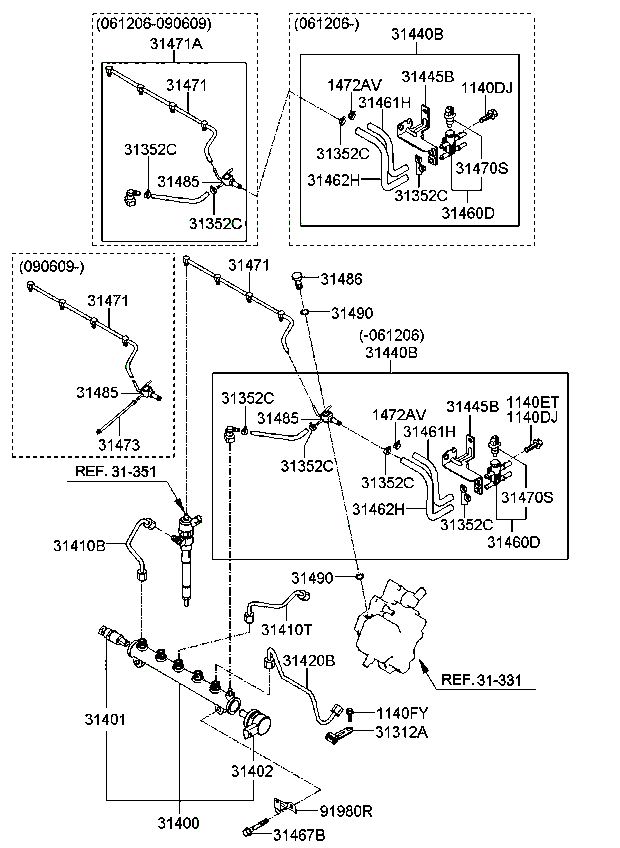 (061206-090609)
31471A
31471
31352C
31485
31352C
(061206-)
31440B
1472AV
31445B
1140DJ
31461H
31352C
31462H
31352C
31470S
31460D
(090609-)
31471
31485
31473
31471
31486
31490
(-061206)
31440B
31352C
31485
31352C
1472AV
31461H
31445B
1140ET
1140DJ
31352C
31462H
31352C
31470S
31460D
REF. 31-351
31410B
31490
31410T
31420B
REF. 31-331
31401
1140FY
31312A
31402
31400
91980R
31467B